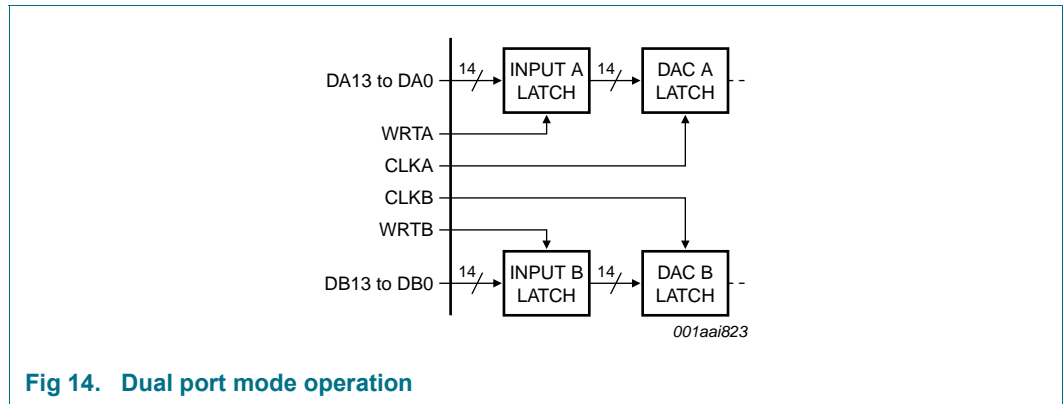 DA13 to DA0
14
INPUT A
LATCH
14
DAC A
LATCH
WRTA
CLKA
CLKB
WRTB
DB13 to DB0
14
INPUT B
LATCH
14
DAC B
LATCH
001aai823
Fig 14. Dual port mode operation